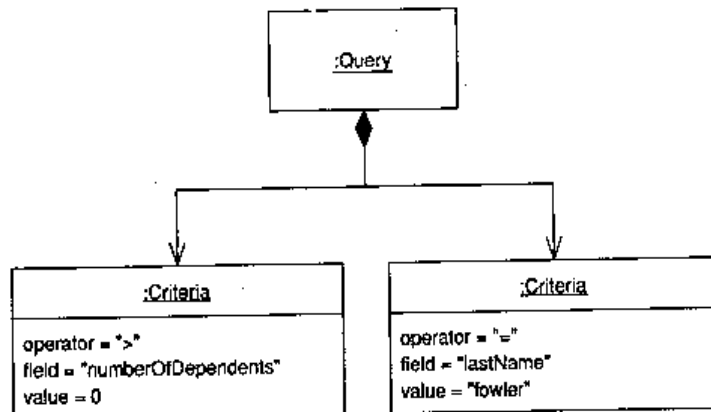 :Query
:Criteria
operator = ">"
field = "numberOfDependents"
value = 0
:Criteria
operator = "="
field = "lastName"
value = "fowler"